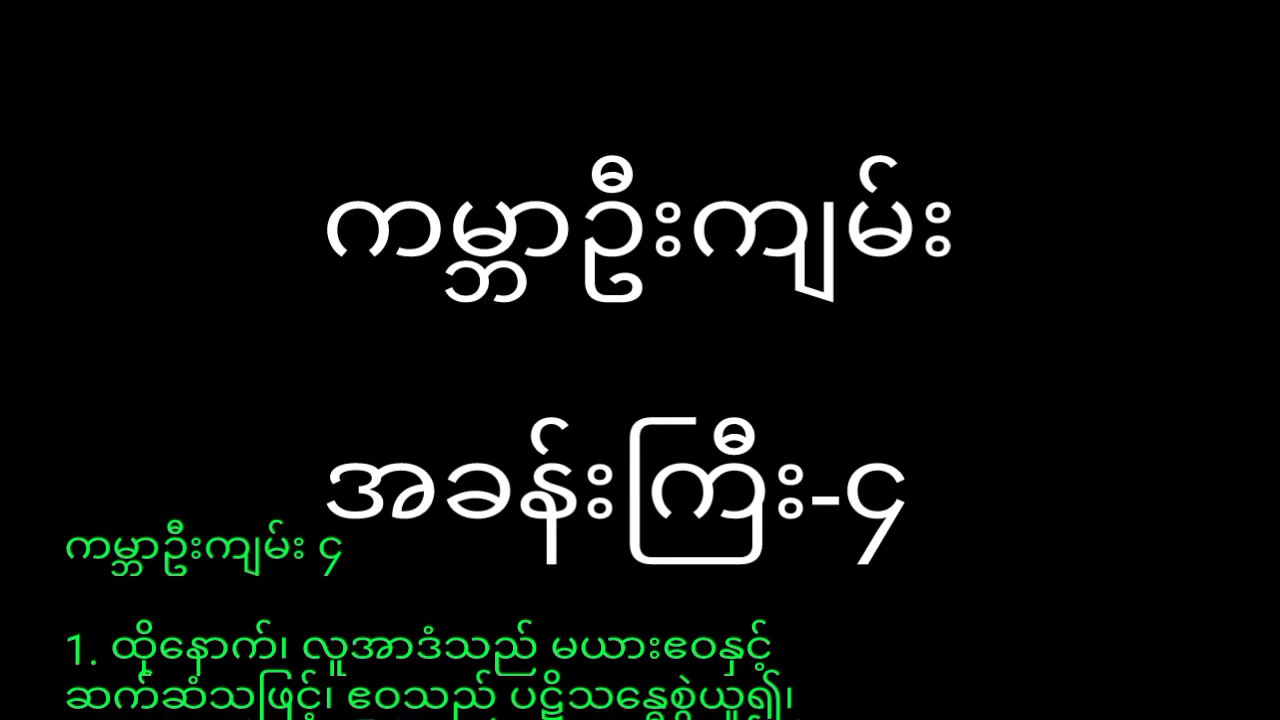 ကမ္ဘာဦးကျမ်း
အခန်းကြီး-၄
ကမ္ဘာဦးကျမ်း ၄
1. ထိုနောက်၊ လူအာဒံသည် မယားဧဝနှင့်
ဆက်ဆံသဖြင့်၊ ဧဝသည် ပဋိသန္ဓေစွဲယူ၍၊